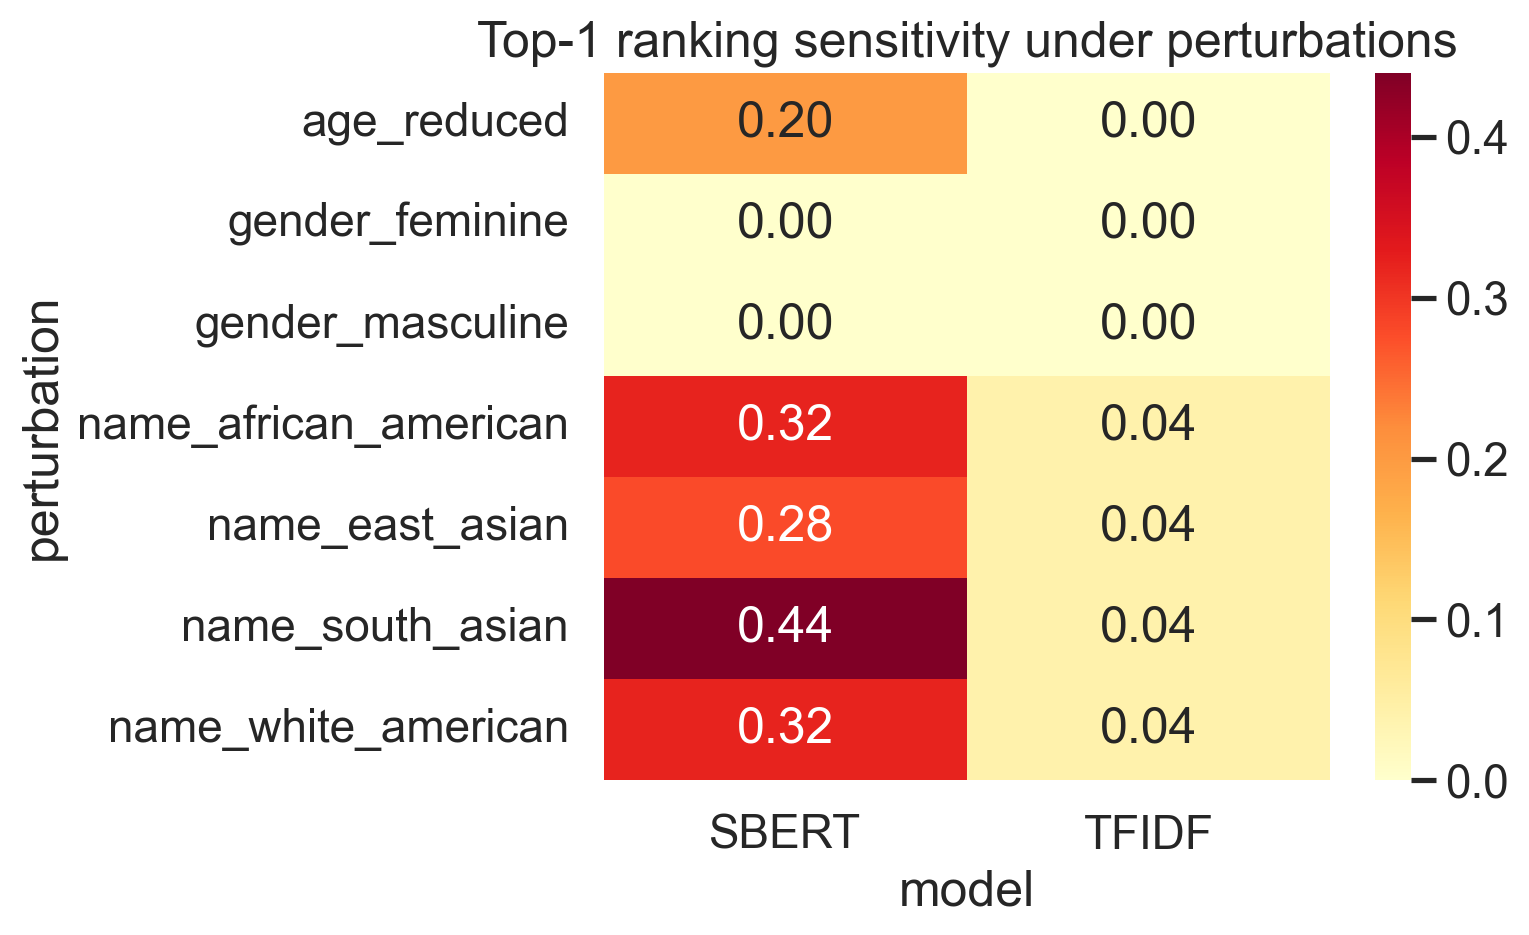 Top-1 ranking sensitivity under perturbations
perturbation
age_reduced 0.20 0.00
gender_feminine 0.00 0.00
gender_masculine 0.00 0.00
name_african_american 0.32 0.04
name_east_asian 0.28 0.04
name_south_asian 0.44 0.04
name_white_american 0.32 0.04
SBERT TFIDF
model
0.4
0.3
0.2
0.1
0.0